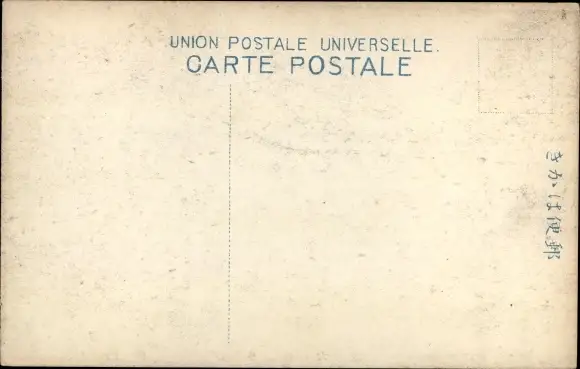 UNION POSTALE UNIVERSELLE.
CARTE POSTALE
きかは便郵